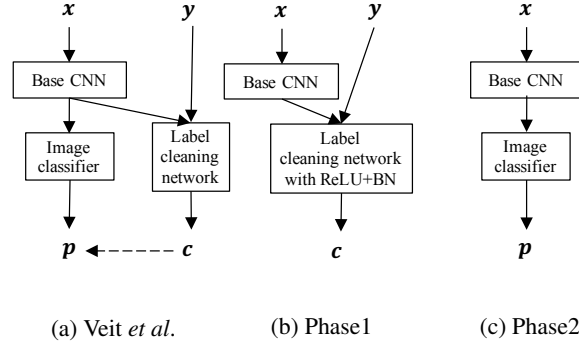 x y x y x
Base CNN Base CNN Base CNN
Image classifier Label cleaning network Label cleaning network with ReLU+BN Image classifier
p c c p
(a) Veit et al. (b) Phase1 (c) Phase2